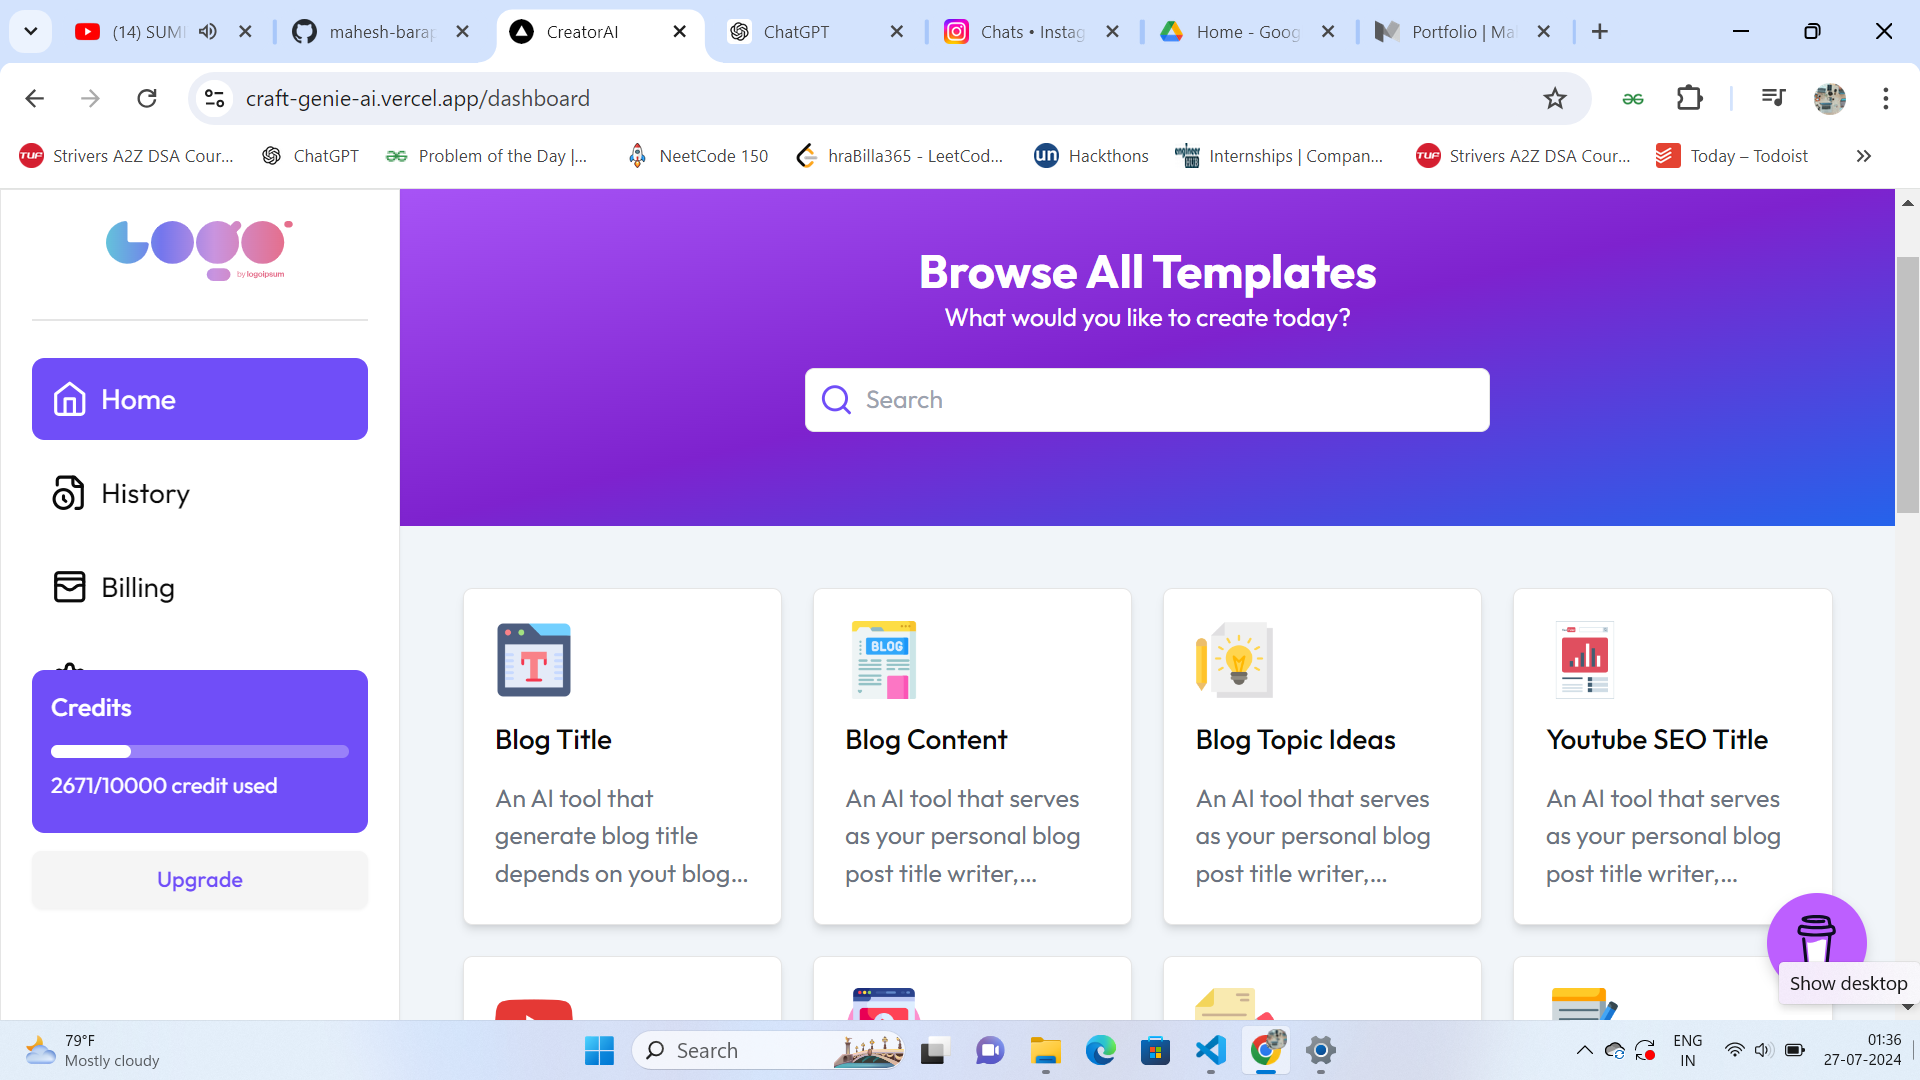 (14) SUMI
mahesh-barap
CreatorAI
ChatGPT
Chats • Instag
Home - Goog
Portfolio | Ma
craft-genie-ai.vercel.app/dashboard
TUF Strivers A2Z DSA Cour...
ChatGPT
Problem of the Day |...
NeetCode 150
hraBilla365 - LeetCod...
un Hackthons
engineer HUB Internships | Compan...
TUF Strivers A2Z DSA Cour...
Today – Todoist
Logo
by logoipsum
Home
History
Billing
Credits
2671/10000 credit used
Upgrade
Browse All Templates
What would you like to create today?
Search
T
Blog Title
An AI tool that
generate blog title
depends on yout blog...
BLOG
Blog Content
An AI tool that serves
as your personal blog
post title writer,...
Blog Topic Ideas
An AI tool that serves
as your personal blog
post title writer,...
Youtube SEO Title
An AI tool that serves
as your personal blog
post title writer,...
Show desktop
79°F
Mostly cloudy
Search
ENG
IN
01:36
27-07-2024